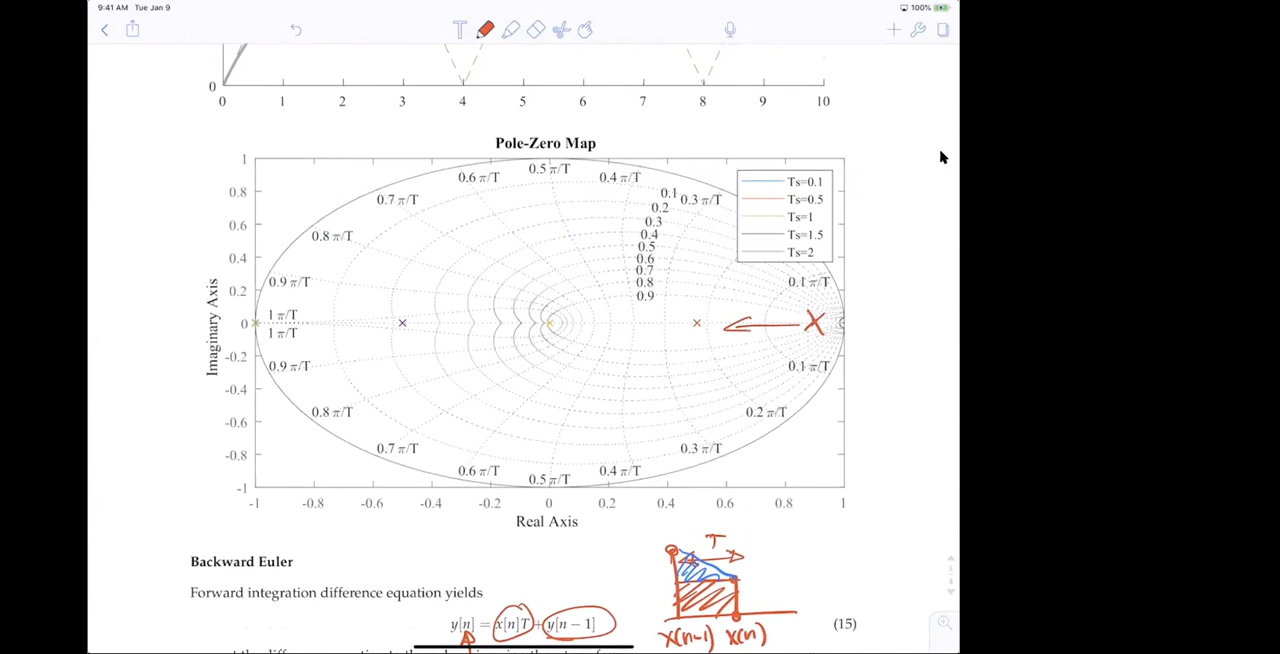 9:41 AM Tue Jan 9
100%
T
0
0 1 2 3 4 5 6 7 8 9 10
Pole-Zero Map
1
0.8
0.6
0.4
0.2
0
-0.2
-0.4
-0.6
-0.8
-1
Imaginary Axis
0.5 π/T
0.6 π/T
0.4 π/T
0.7 π/T
0.1
0.3 π/T
0.2
0.3
0.8 π/T
0.4
0.5
0.6
0.7
0.9 π/T
0.8
0.1 π/T
0.9
1 π/T
1 π/T
X
0.9 π/T
0.1 π/T
0.8 π/T
0.2 π/T
0.7 π/T
0.3 π/T
0.6 π/T
0.4 π/T
0.5 π/T
Ts=0.1
Ts=0.5
Ts=1
Ts=1.5
Ts=2
-1 -0.8 -0.6 -0.4 -0.2 0 0.2 0.4 0.6 0.8 1
Real Axis
T
Backward Euler
Forward integration difference equation yields
y[n] = x[n]T + y[n − 1] (15)
x(n-1) x(n)